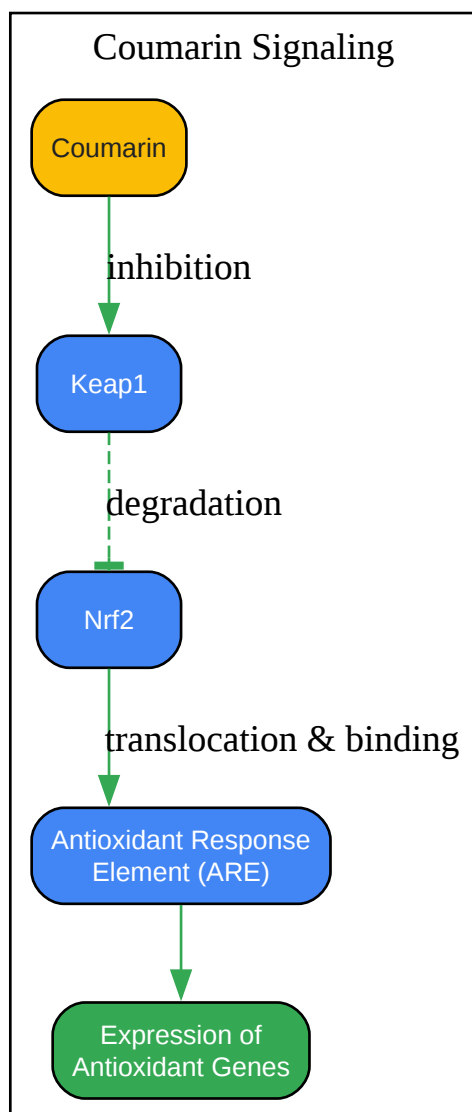 Coumarin Signaling
Coumarin
inhibition
Keap1
degradation
Nrf2
translocation & binding
Antioxidant Response
Element (ARE)
Expression of
Antioxidant Genes